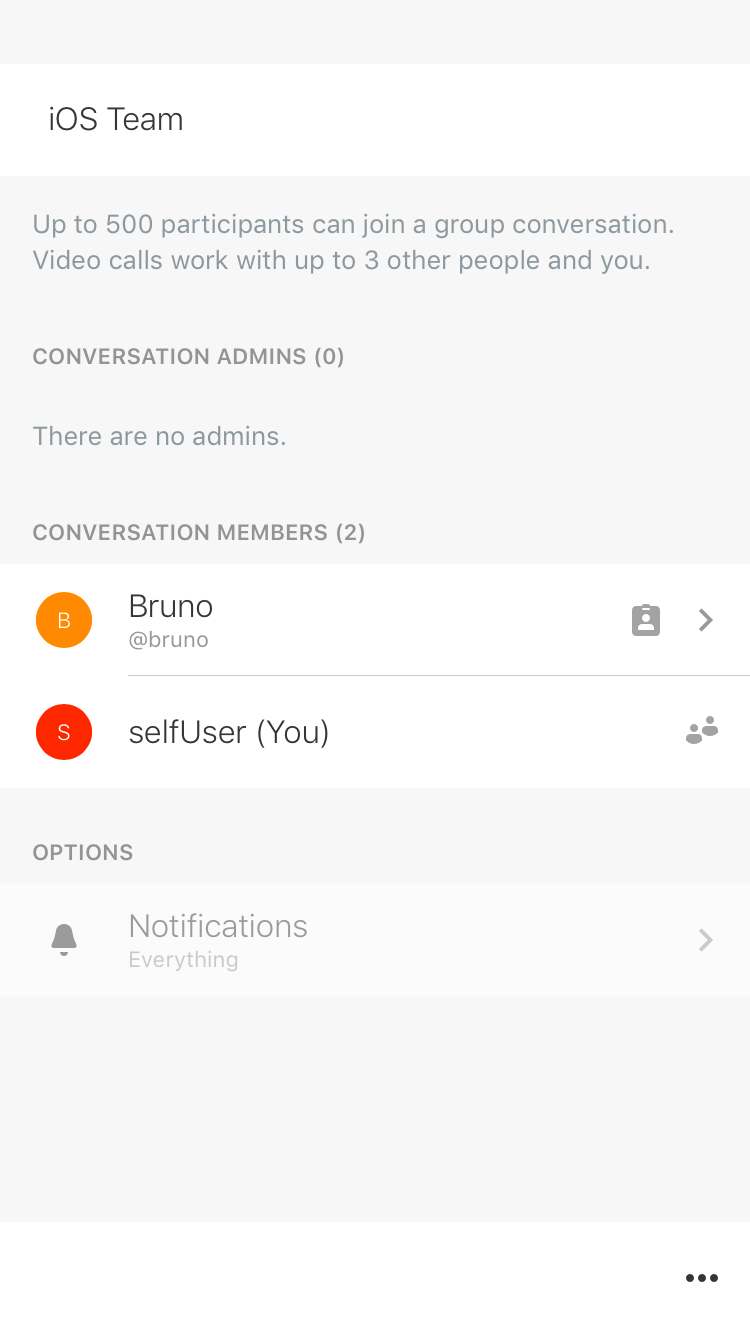 iOS Team
Up to 500 participants can join a group conversation.
Video calls work with up to 3 other people and you.
CONVERSATION ADMINS (0)
There are no admins.
CONVERSATION MEMBERS (2)
B
Bruno
@bruno
S
selfUser (You)
OPTIONS
Notifications
Everything